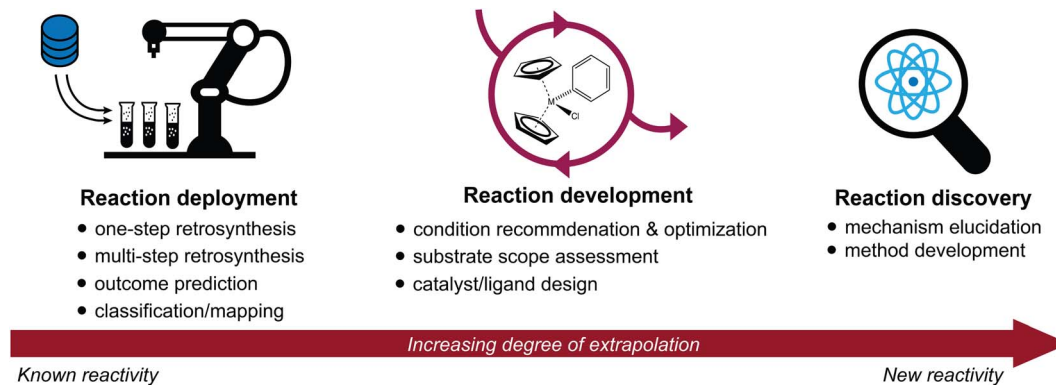 M
Cl
Reaction deployment
• one-step retrosynthesis
• multi-step retrosynthesis
• outcome prediction
• classification/mapping
Reaction development
• condition recommdenation & optimization
• substrate scope assessment
• catalyst/ligand design
Reaction discovery
• mechanism elucidation
• method development
Increasing degree of extrapolation
Known reactivity
New reactivity